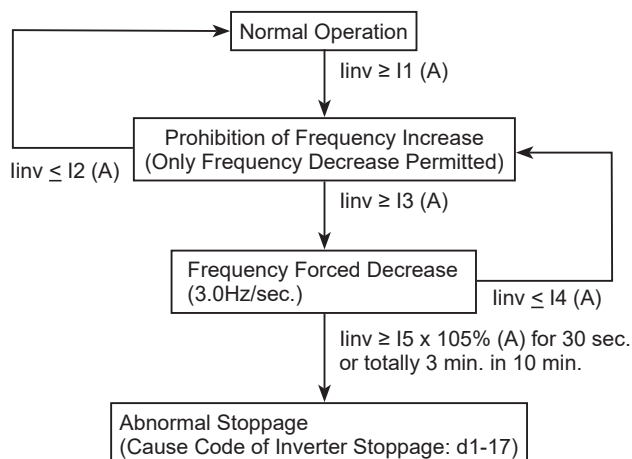 Normal Operation
Iinv ≥ I1 (A)
Prohibition of Frequency Increase
(Only Frequency Decrease Permitted)
Iinv ≤ I2 (A)
Iinv ≥ I3 (A)
Frequency Forced Decrease
(3.0Hz/sec.)
Iinv ≤ I4 (A)
Iinv ≥ I5 x 105% (A) for 30 sec.
or totally 3 min. in 10 min.
Abnormal Stoppage
(Cause Code of Inverter Stoppage: d1-17)